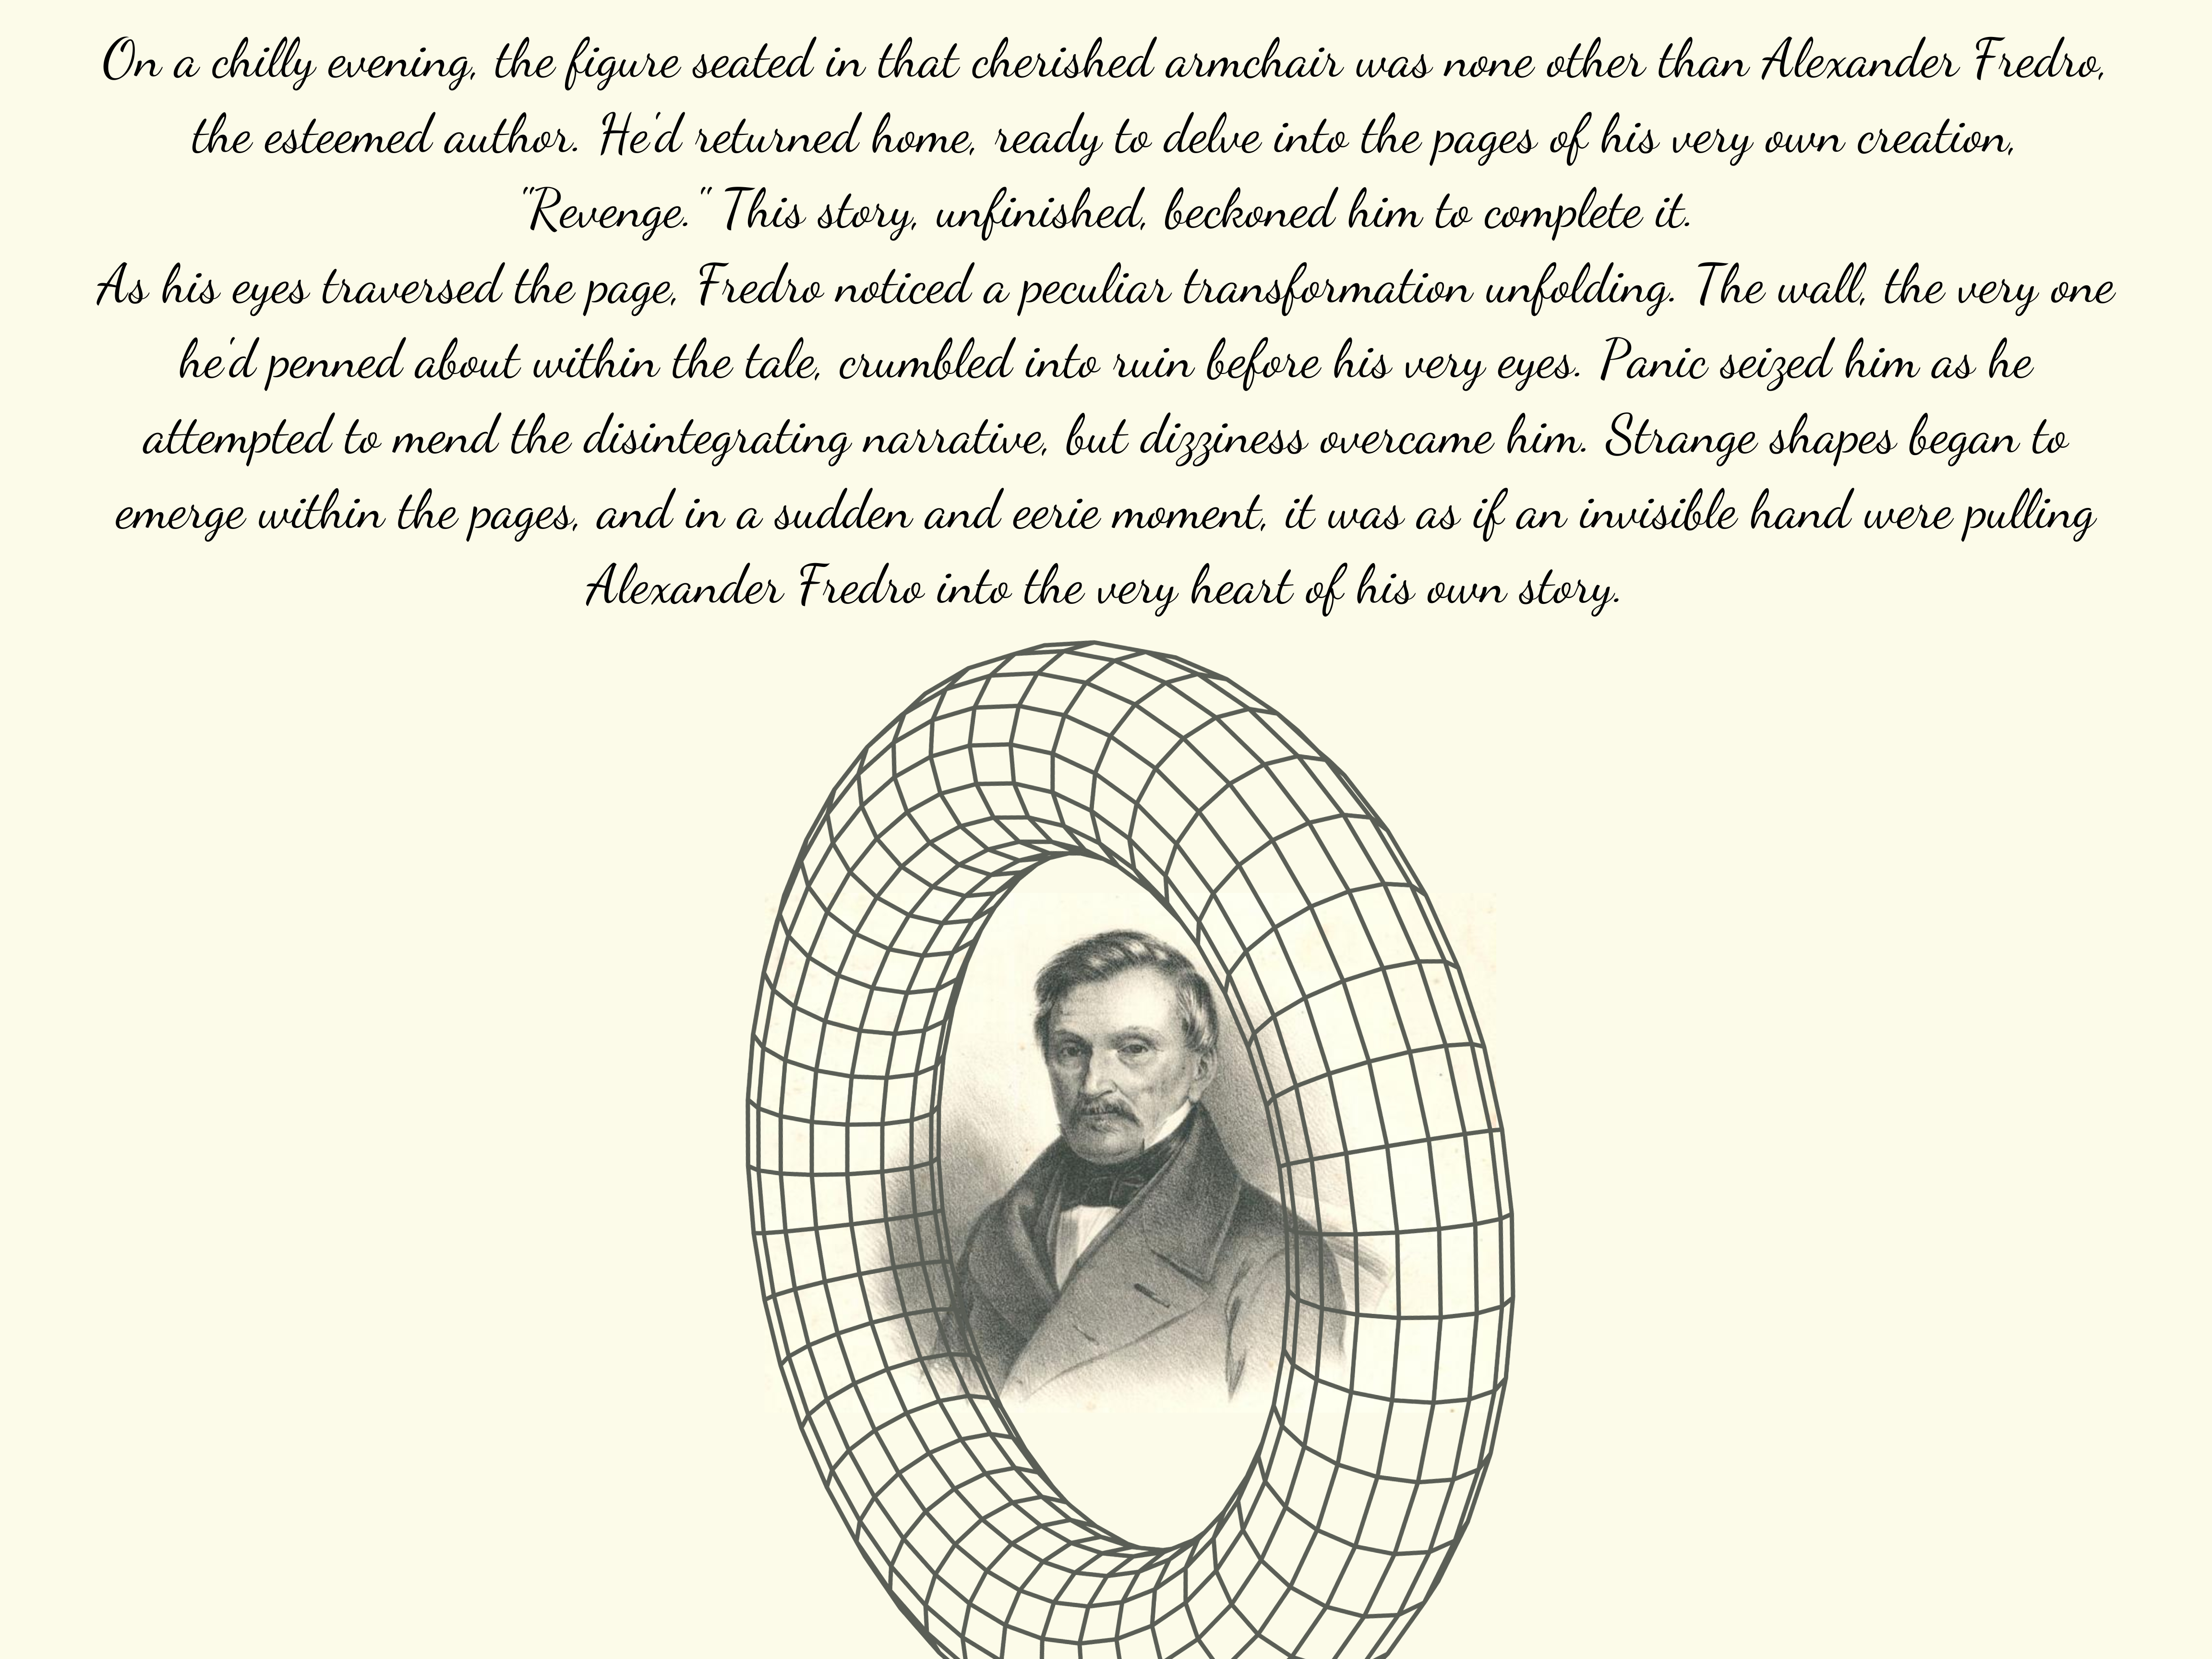 On a chilly evening, the figure seated in that cherished armchair was none other than Alexander Fredro,
the esteemed author. He'd returned home, ready to delve into the pages of his very own creation,
"Revenge." This story, unfinished, beckoned him to complete it.
As his eyes traversed the page, Fredro noticed a peculiar transformation unfolding. The wall, the very one
he'd penned about within the tale, crumbled into ruin before his very eyes. Panic seized him as he
attempted to mend the disintegrating narrative, but dizziness overcame him. Strange shapes began to
emerge within the pages, and in a sudden and eerie moment, it was as if an invisible hand were pulling
Alexander Fredro into the very heart of his own story.